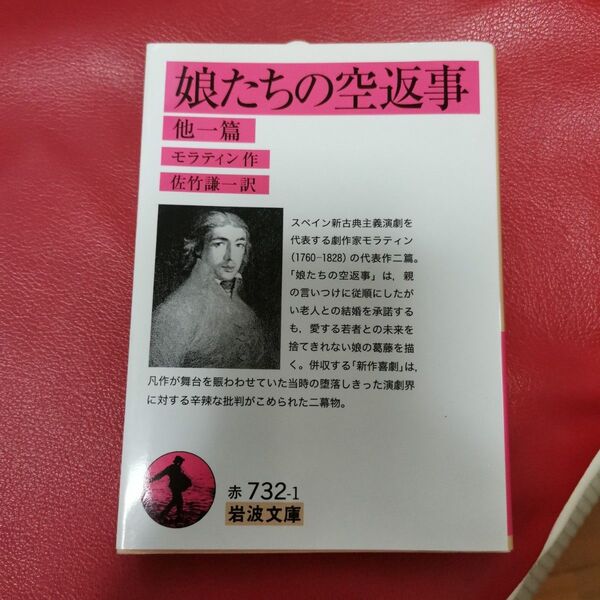 娘たちの空返事
他一篇
モラティン作
佐竹謙一訳
スペイン新古典主義演劇を
代表する劇作家モラティン
(1760-1828)の代表作二篇。
「娘たちの空返事」は，親
の言いつけに従順にしたが
い老人との結婚を承諾する
も，愛する若者との未来を
捨てきれない娘の葛藤を描
く。併収する「新作喜劇」は，
凡作が舞台を賑わわせていた当時の堕落しきった演劇界
に対する辛辣な批判がこめられた二幕物。
赤 732-1
岩波文庫